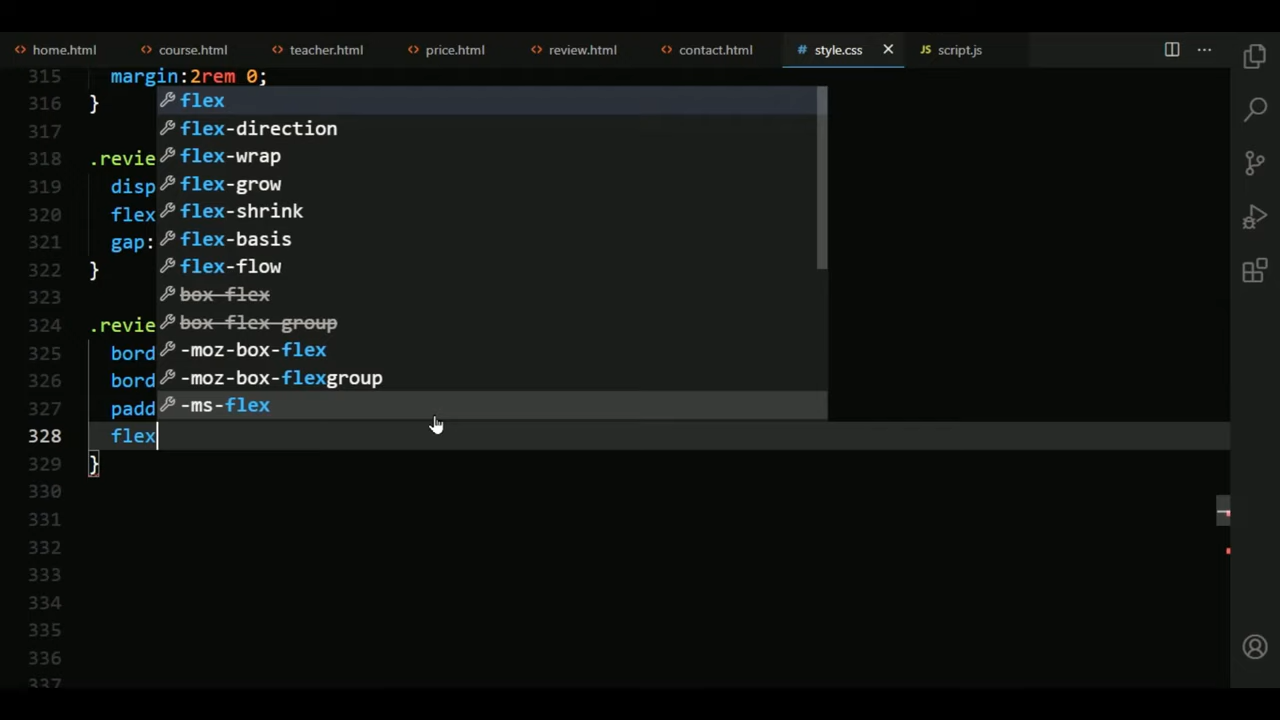 home.html course.html teacher.html price.html review.html contact.html # style.css JS script.js
315 margin:2rem 0;
316 }
flex
317
flex-direction
318 .revie
flex-wrap
319 disp
flex-grow
320 flex
flex-shrink
321 gap:
flex-basis
322 }
flex-flow
323
box-flex
324 .revie
box-flex-group
325 bord
-moz-box-flex
326 bord
-moz-box-flexgroup
327 padd
-ms-flex
328 flex
329 }
330
331
332
333
334
335
336
337